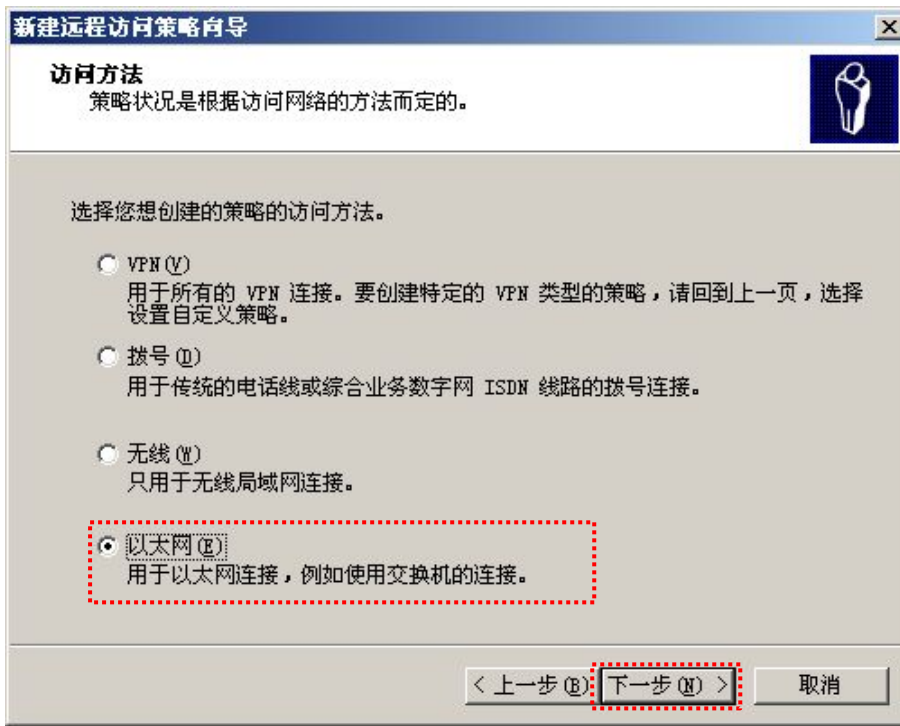 新建远程访问策略向导
访问方法
策略状况是根据访问网络的方法而定的。
选择您想创建的策略的访问方法。
VPN(V)
用于所有的 VPN 连接。要创建特定的 VPN 类型的策略，请回到上一页，选择
设置自定义策略。
拨号(D)
用于传统的电话线或综合业务数字网 ISDN 线路的拨号连接。
无线(W)
只用于无线局域网连接。
以太网(E)
用于以太网连接，例如使用交换机的连接。
< 上一步(B) 下一步(N) > 取消